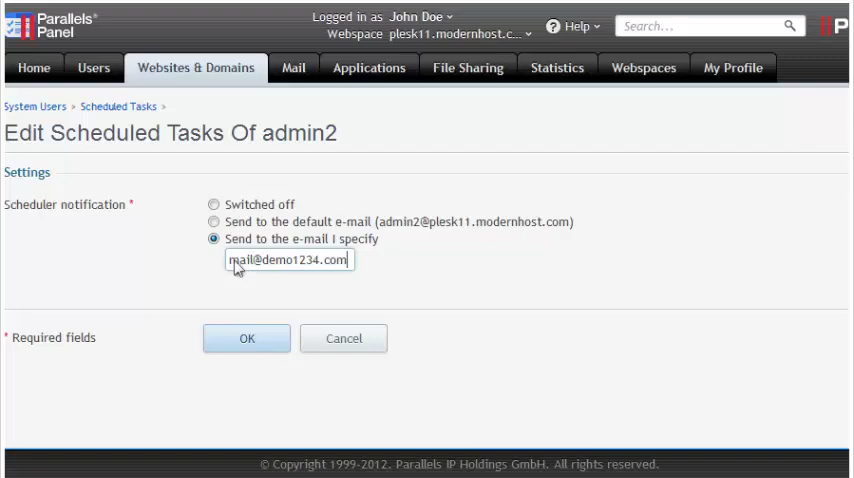 Parallels® Panel
Logged in as John Doe
Webspace plesk11.modernhost.c...
Help
Search...
P
Home Users Websites & Domains Mail Applications File Sharing Statistics Webspaces My Profile
System Users > Scheduled Tasks >
Edit Scheduled Tasks Of admin2
Settings
Scheduler notification *
Switched off
Send to the default e-mail (admin2@plesk11.modernhost.com)
Send to the e-mail I specify
mail@demo1234.com
* Required fields
OK
Cancel
© Copyright 1999-2012. Parallels IP Holdings GmbH. All rights reserved.